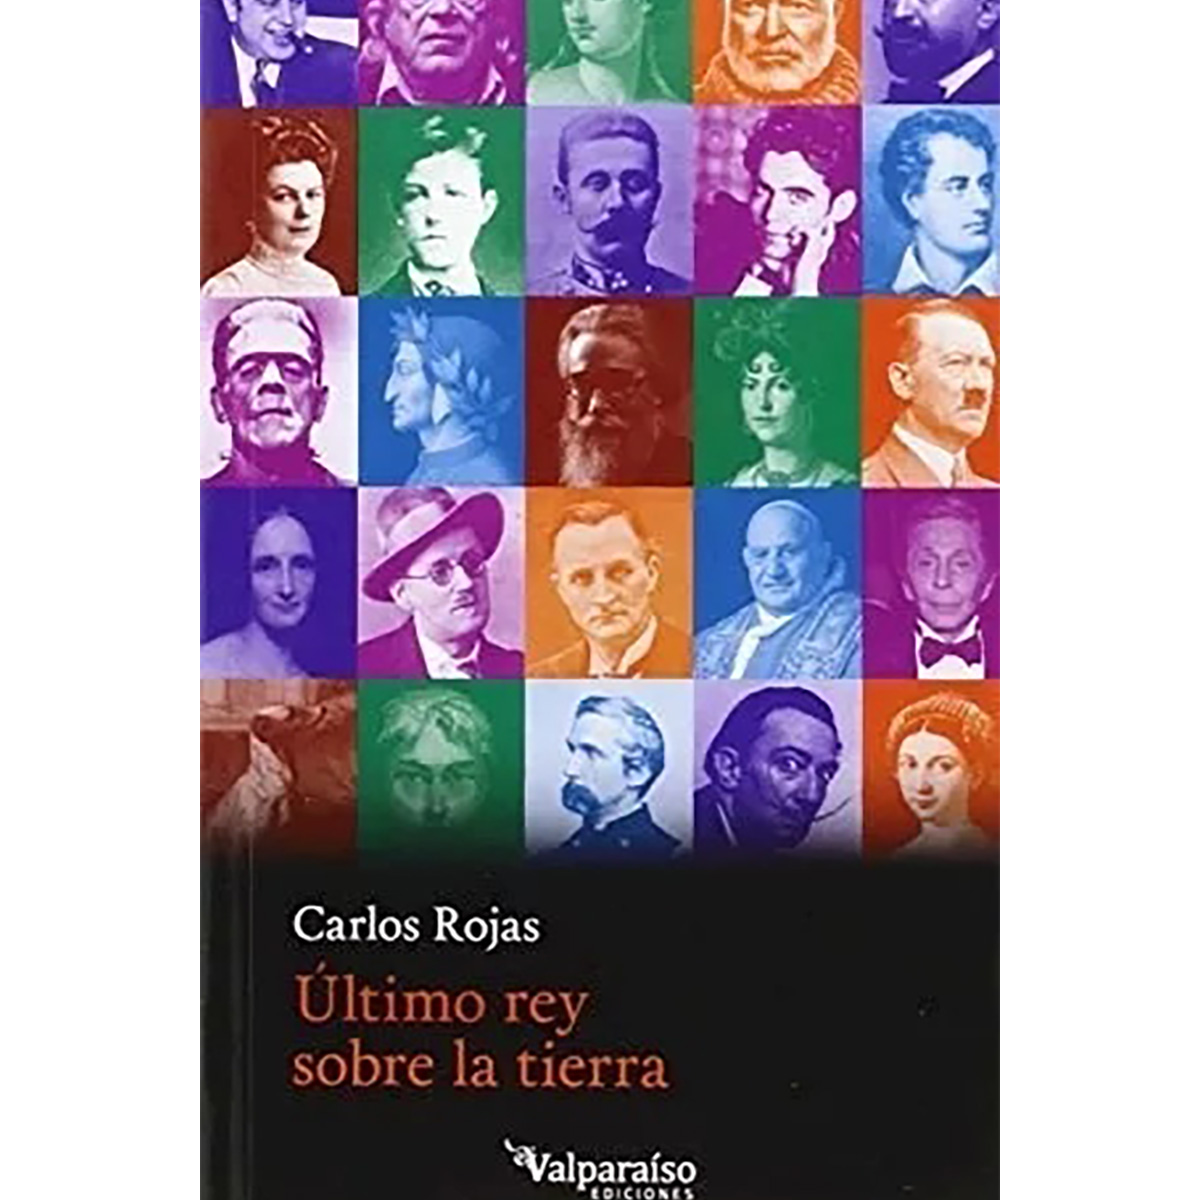 Carlos Rojas
Último rey
sobre la tierra
Valparaíso
EDICIONES